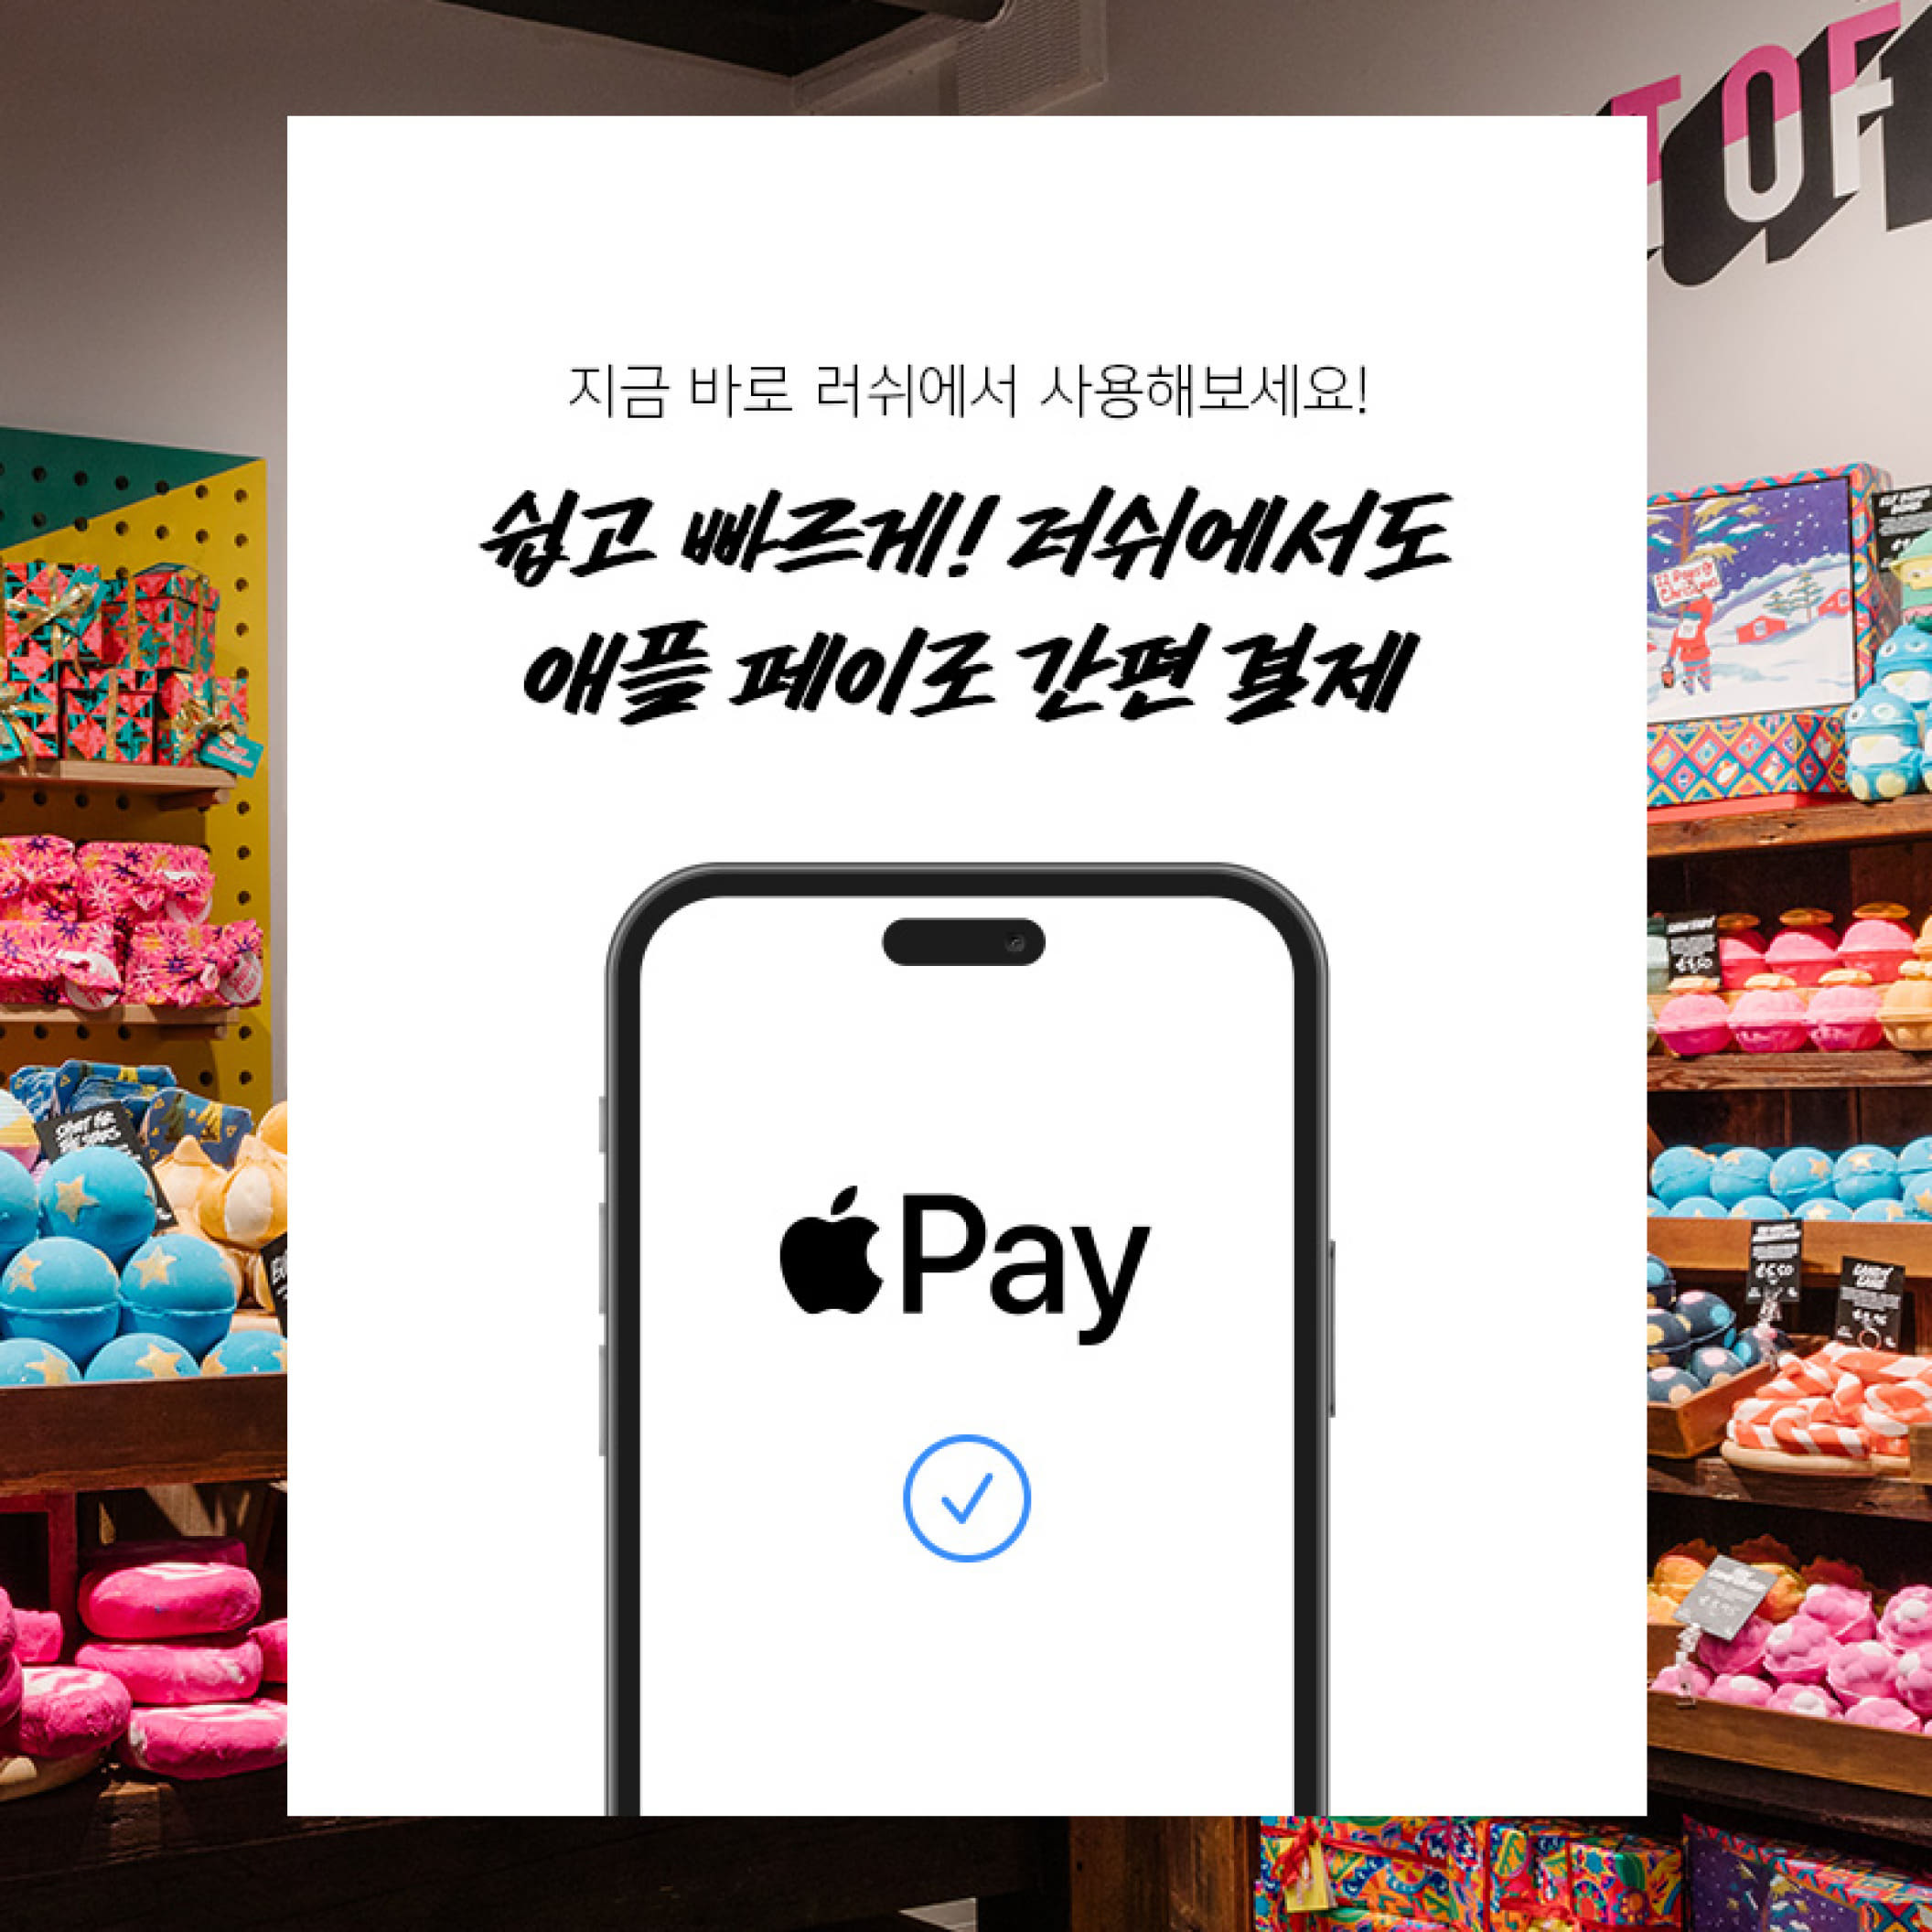 OF
지금 바로 러쉬에서 사용해보세요!
쉽고 빠르게! 러쉬에서도
애플 페이로 간편 결제
Pay